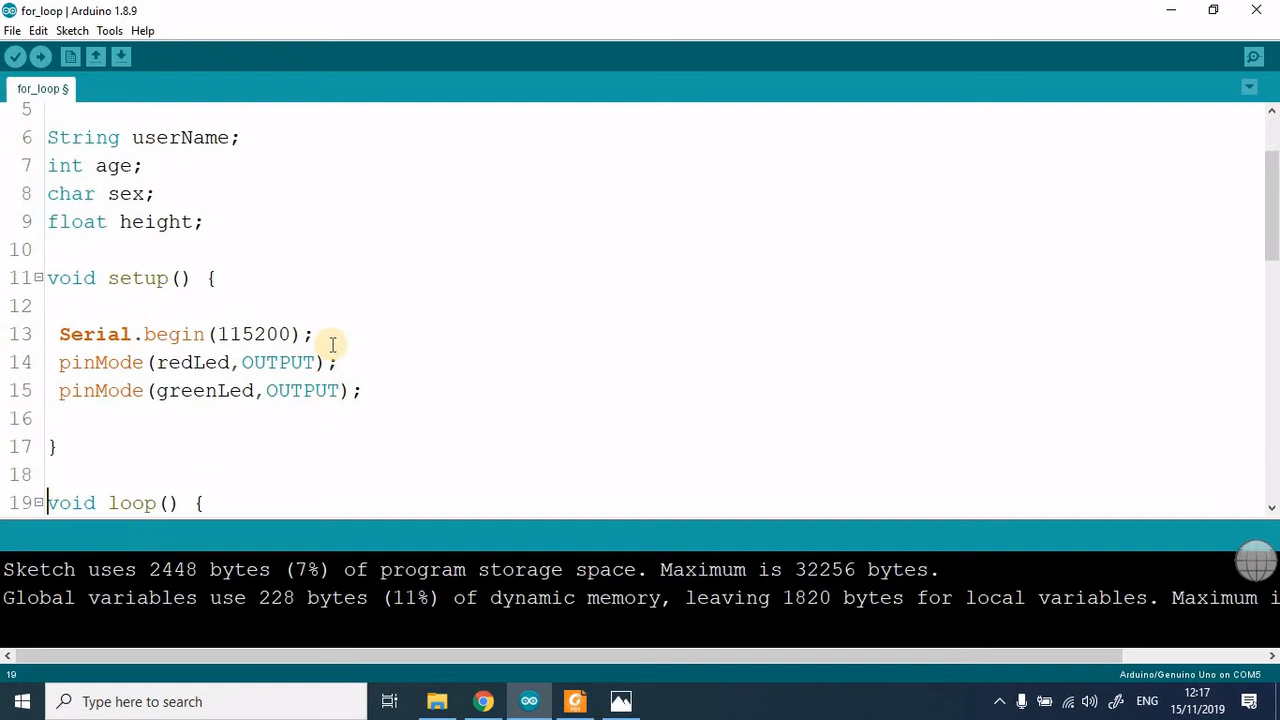 for_loop | Arduino 1.8.9
File Edit Sketch Tools Help
for_loop §
5
6 String userName;
7 int age;
8 char sex;
9 float height;
10
11 void setup() {
12
13 Serial.begin(115200);
14 pinMode(redLed,OUTPUT);
15 pinMode(greenLed,OUTPUT);
16
17 }
18
19 void loop() {
Sketch uses 2448 bytes (7%) of program storage space. Maximum is 32256 bytes.
Global variables use 228 bytes (11%) of dynamic memory, leaving 1820 bytes for local variables. Maximum i
19 Arduino/Genuino Uno on COM5
Type here to search ENG 12:17
15/11/2019